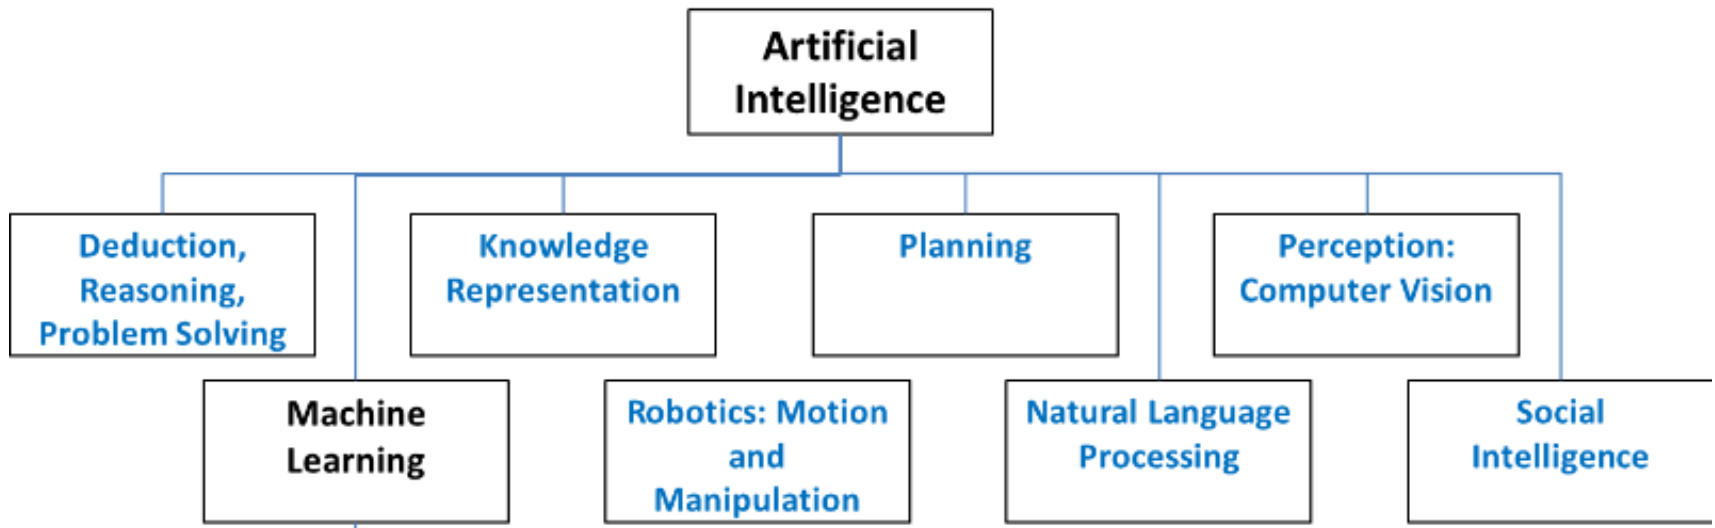 Artificial
Intelligence
Deduction,
Reasoning,
Problem Solving
Knowledge
Representation
Planning
Perception:
Computer Vision
Machine
Learning
Robotics: Motion
and
Manipulation
Natural Language
Processing
Social
Intelligence